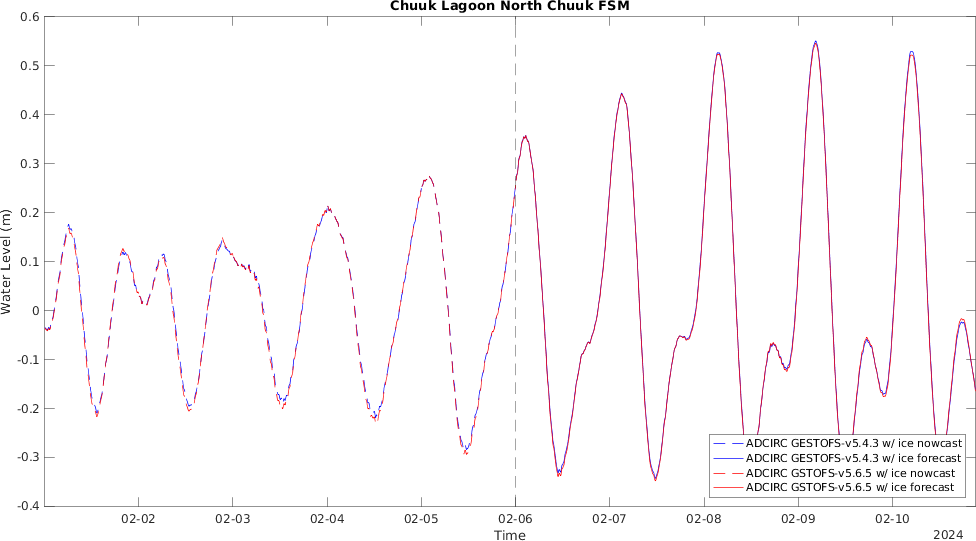 Chuuk Lagoon North Chuuk FSM
0.6
0.5
0.4
0.3
0.2
0.1
0
-0.1
-0.2
-0.3
-0.4
Water Level (m)
ADCIRC GESTOFS-v5.4.3 w/ ice nowcast
ADCIRC GESTOFS-v5.4.3 w/ ice forecast
ADCIRC GSTOFS-v5.6.5 w/ ice nowcast
ADCIRC GSTOFS-v5.6.5 w/ ice forecast
02-02 02-03 02-04 02-05 02-06 02-07 02-08 02-09 02-10
Time
2024